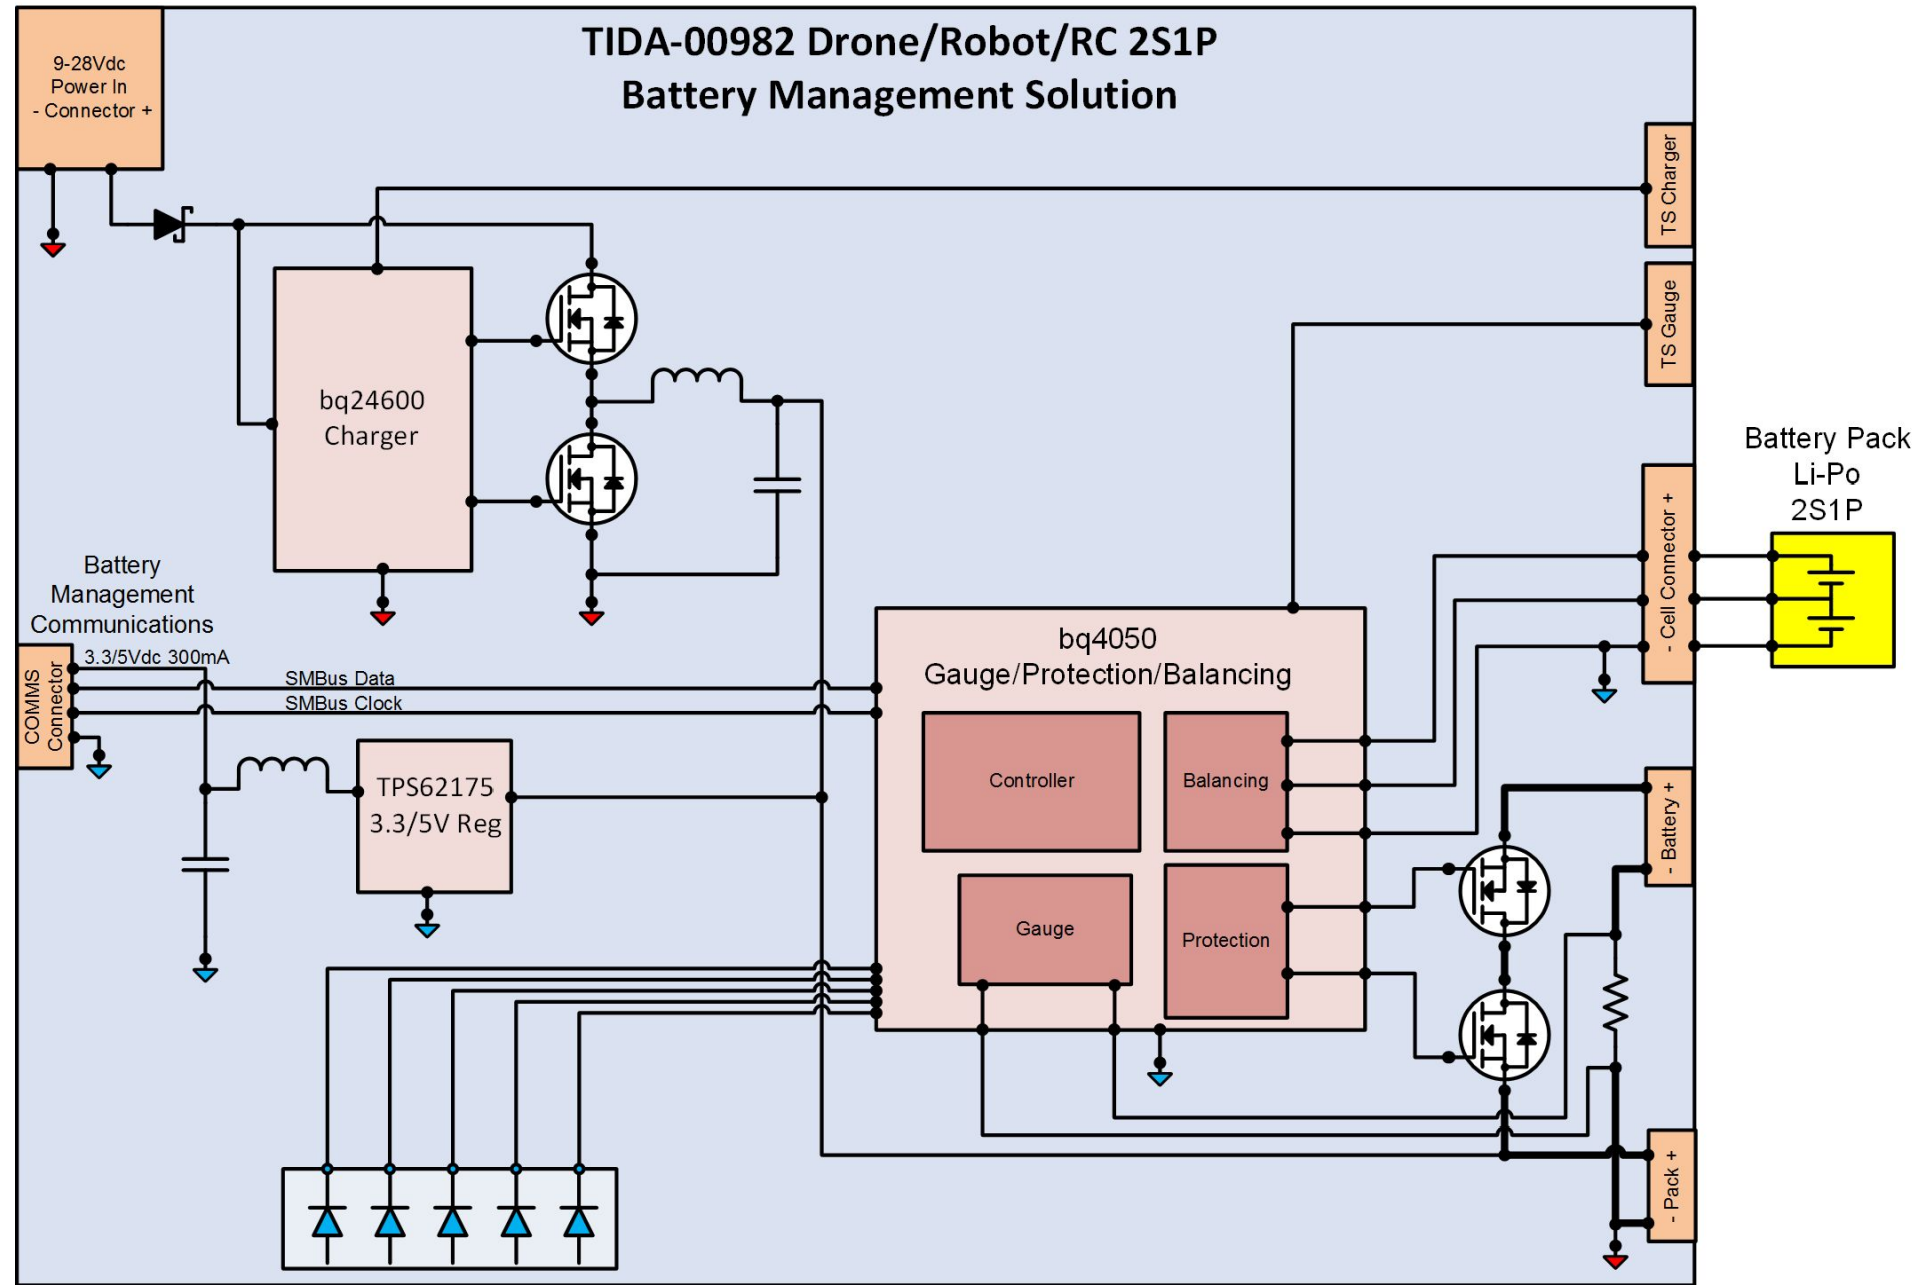 TIDA-00982 Drone/Robot/RC 2S1P
Battery Management Solution
9-28Vdc
Power In
- Connector +
TS Charger
TS Gauge
bq24600
Charger
Battery Pack
Li-Po
2S1P
- Cell Connector +
Battery
Management
Communications
3.3/5Vdc 300mA
COMMS
Connector
SMBus Data
SMBus Clock
bq4050
Gauge/Protection/Balancing
Controller
Balancing
TPS62175
3.3/5V Reg
- Battery +
Gauge
Protection
- Pack +